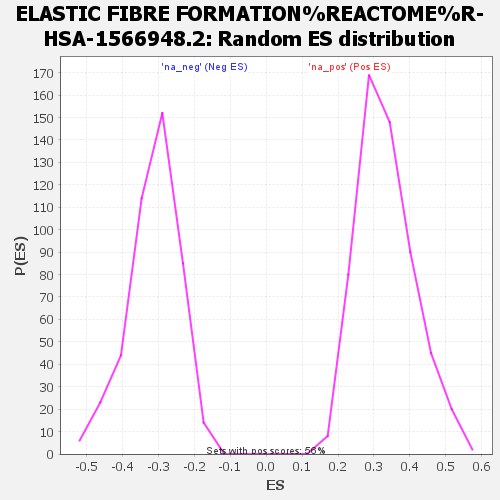 ELASTIC FIBRE FORMATION%REACTOME%R-
HSA-1566948.2: Random ES distribution
'na_neg' (Neg ES) 'na_pos' (Pos ES)
170
160
150
140
130
120
110
100
90
80
70
60
50
40
30
20
10
0
P(ES)
Sets with pos scores: 56%
-0.5 -0.4 -0.3 -0.2 -0.1 0.0 0.1 0.2 0.3 0.4 0.5 0.6
ES